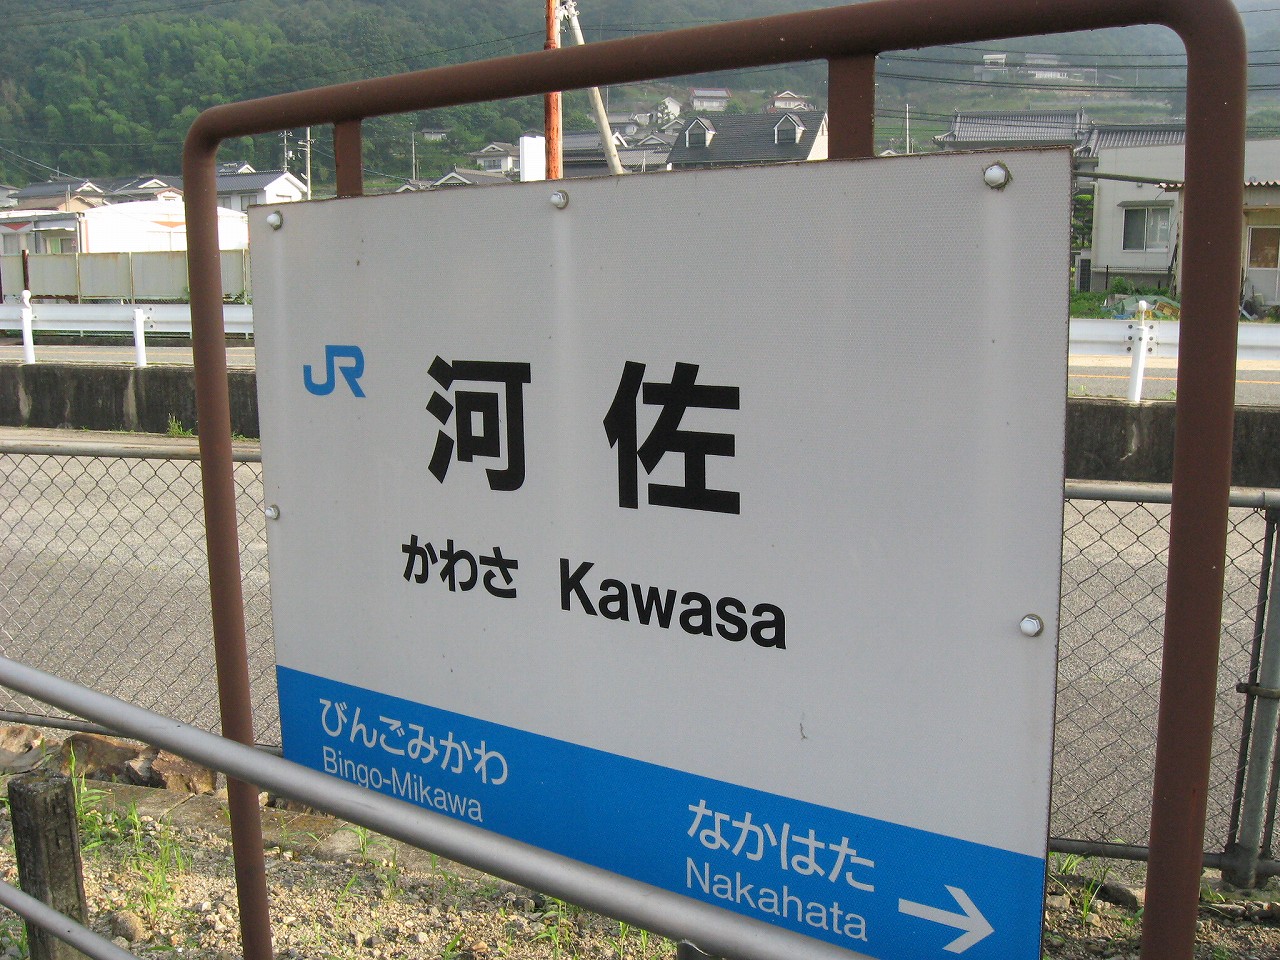 JR
河佐
かわさ Kawasa
びんごみかわ
Bingo-Mikawa
なかはた
Nakahata
→